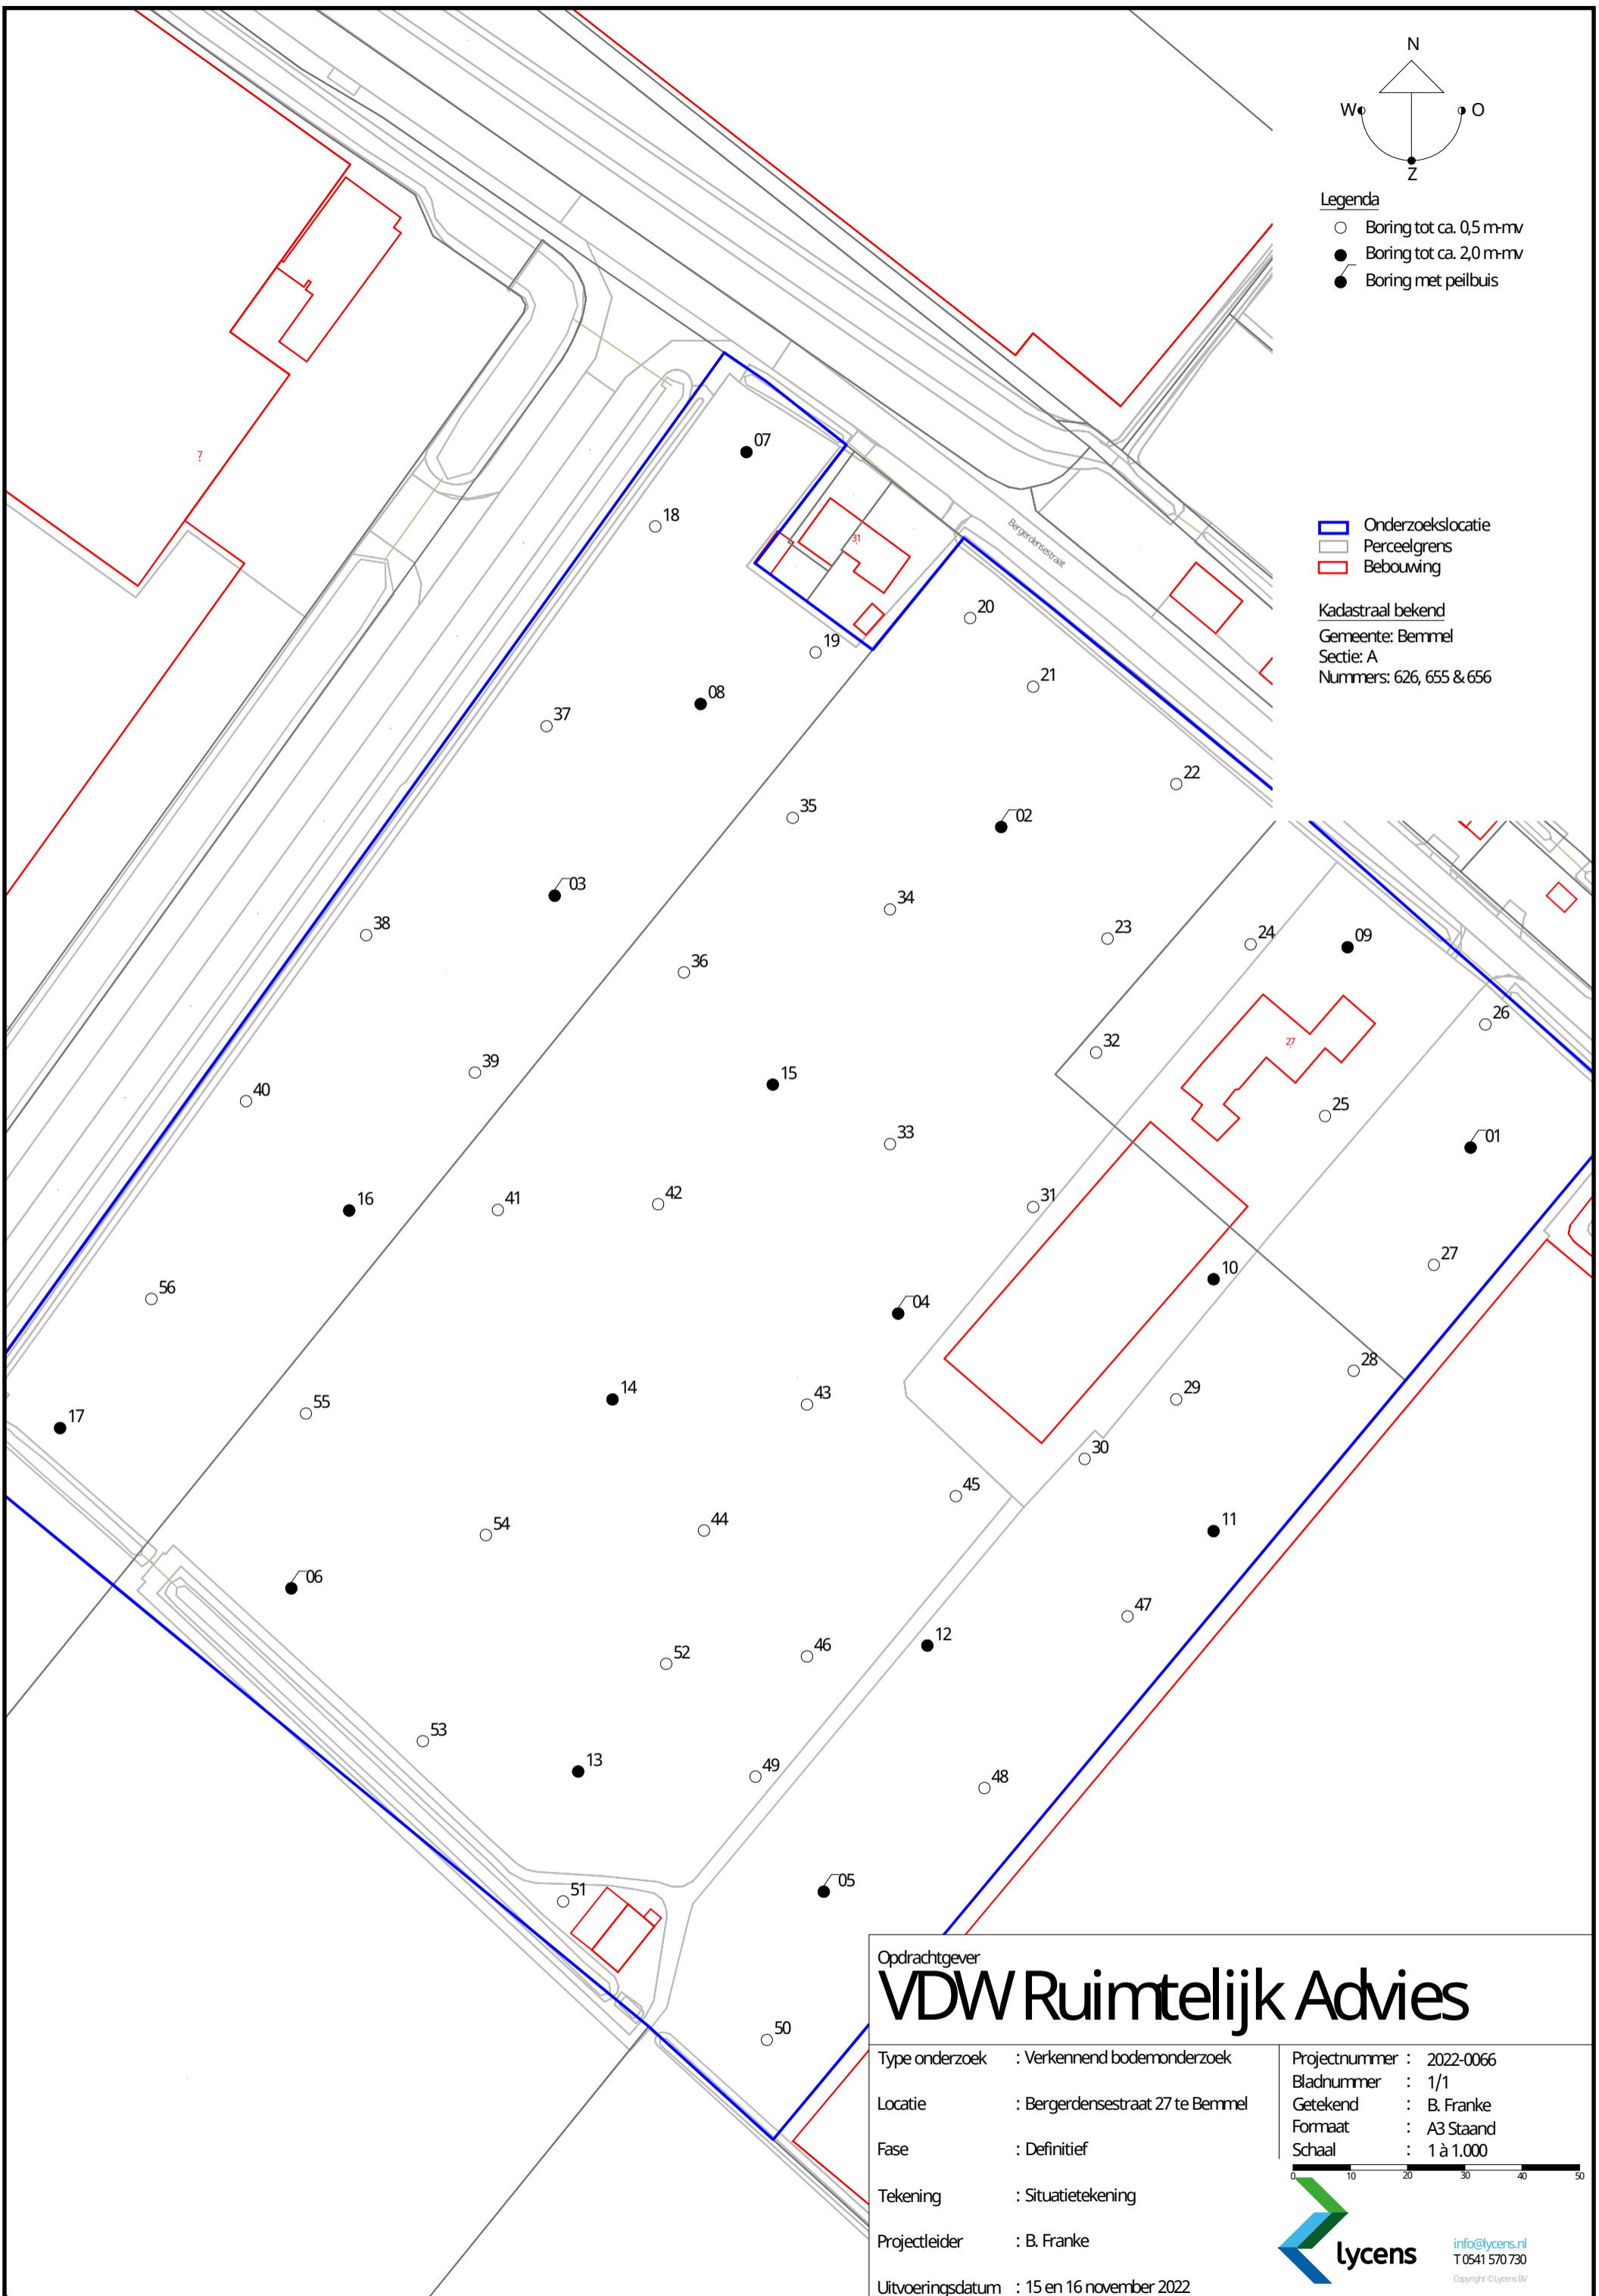 N
W
O
Z
Legenda
Boring tot ca. 0,5 m-mv
Boring tot ca. 2,0 m-mv
Boring met peilbuis
Onderzoekslocatie
Perceelgrens
Bebouwing
Kadastraal bekend
Gemeente: Bemmel
Sectie: A
Nummers: 626, 655 & 656
07
7
18
31
Bergerdensestraat
20
19
21
08
37
22
35
02
03
34
38
23
24
09
36
26
27
32
39
15
40
25
01
33
16
41
42
31
27
10
56
04
28
14
29
55
43
17
30
45
54
44
11
06
47
12
52
46
53
13
49
48
05
51
50
Opdrachtgever
VDW Ruimtelijk Advies
Type onderzoek : Verkennend bodemonderzoek
Locatie : Bergerdensestraat 27 te Bemmel
Fase : Definitief
Tekening : Situatietekening
Projectleider : B. Franke
Uitvoeringsdatum : 15 en 16 november 2022
Projectnummer : 2022-0066
Bladnummer : 1/1
Getekend : B. Franke
Formaat : A3 Staand
Schaal : 1 à 1.000
0 10 20 30 40 50
lycens
info@lycens.nl
T 0541 570 730
Copyright © Lycens BV